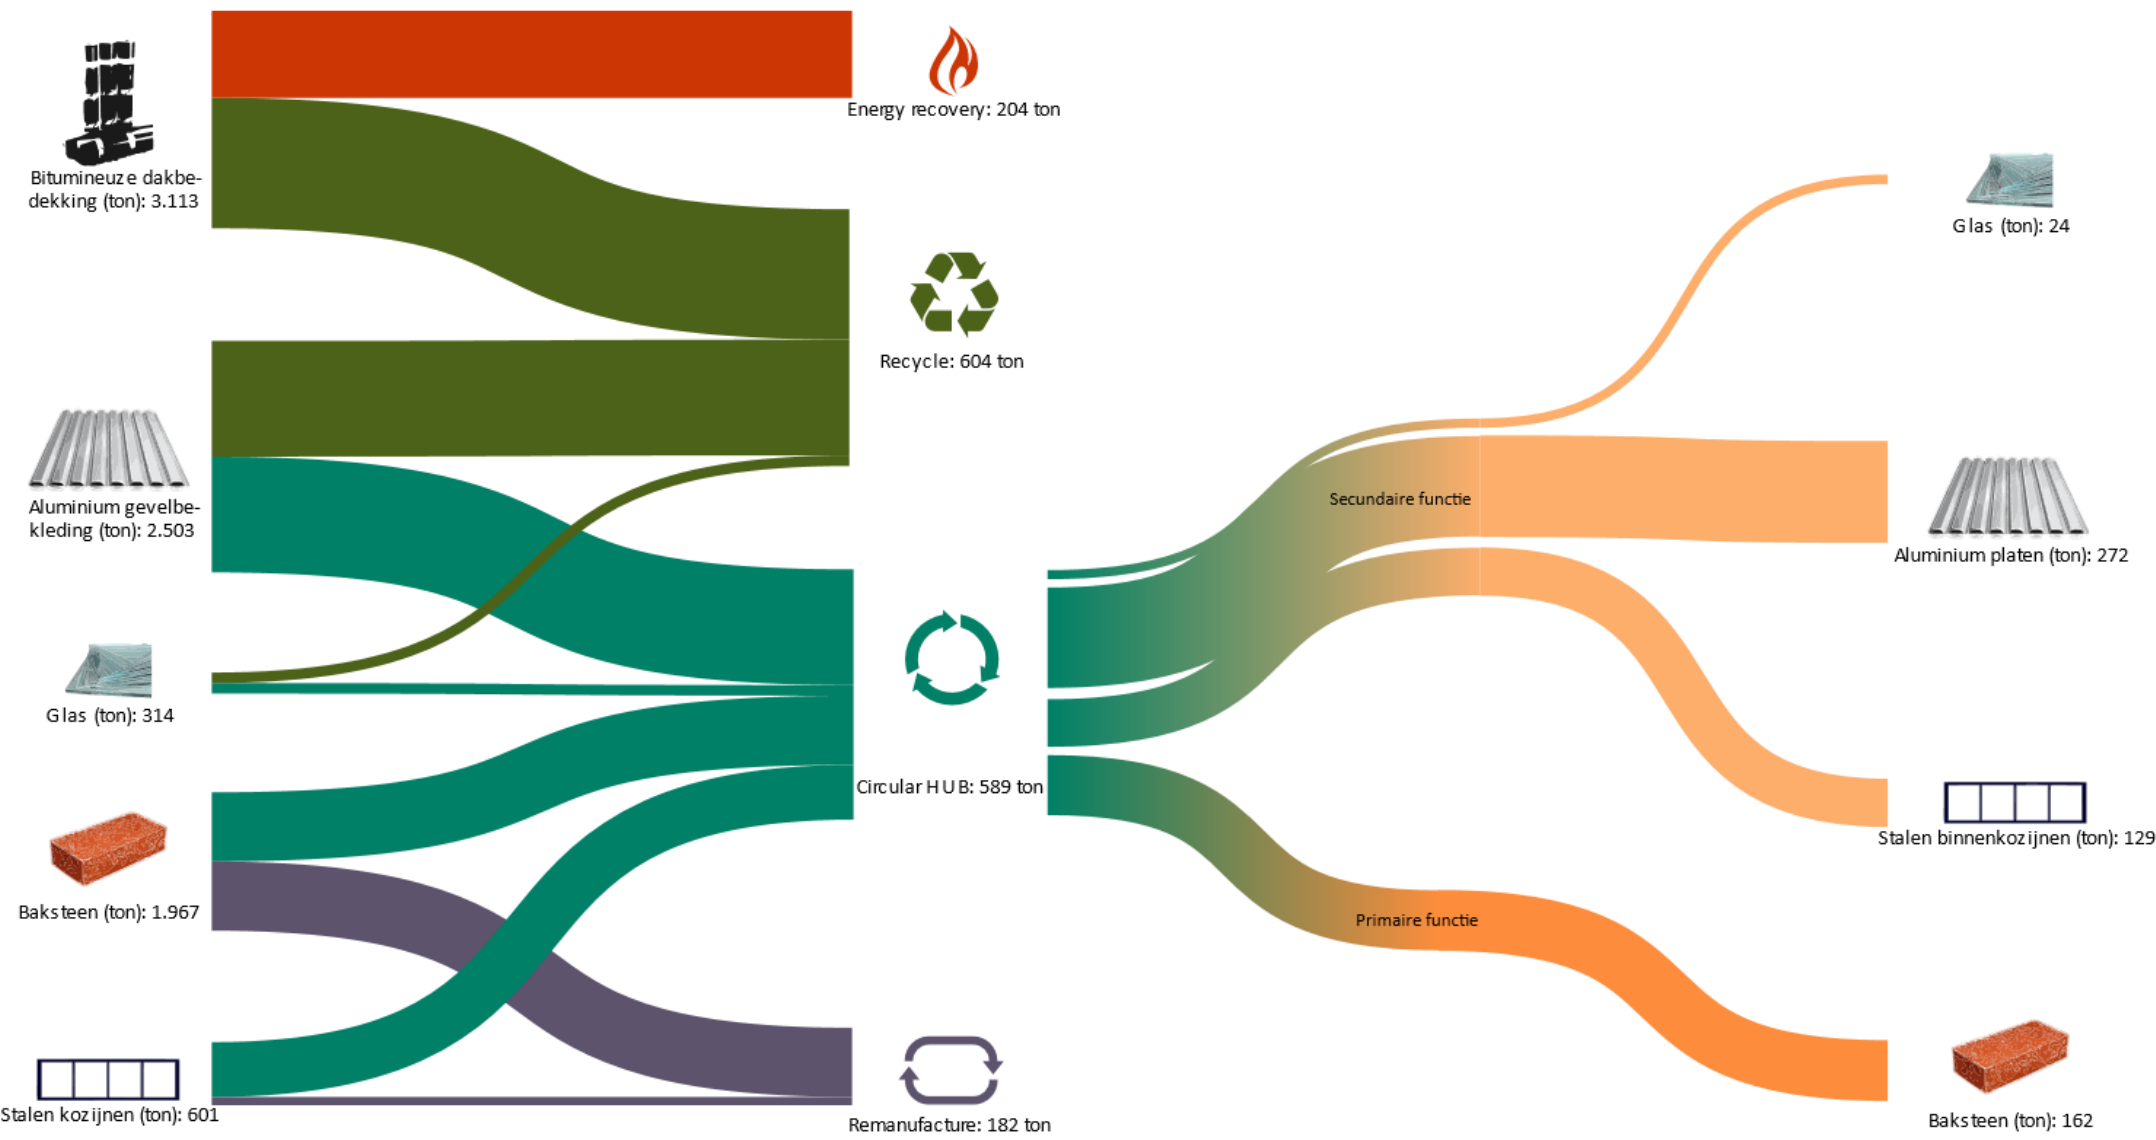 Energy recovery: 204 ton
Bitumineuze dakbe-
dekking (ton): 3.113
Glas (ton): 24
Recycle: 604 ton
Secundaire functie
Aluminium gevelbe-
kleding (ton): 2.503
Aluminium platen (ton): 272
Glas (ton): 314
Circular HUB: 589 ton
Stalen binnenkozijnen (ton): 129
Baksteen (ton): 1.967
Primaire functie
Stalen kozijnen (ton): 601
Remanufacture: 182 ton
Baksteen (ton): 162